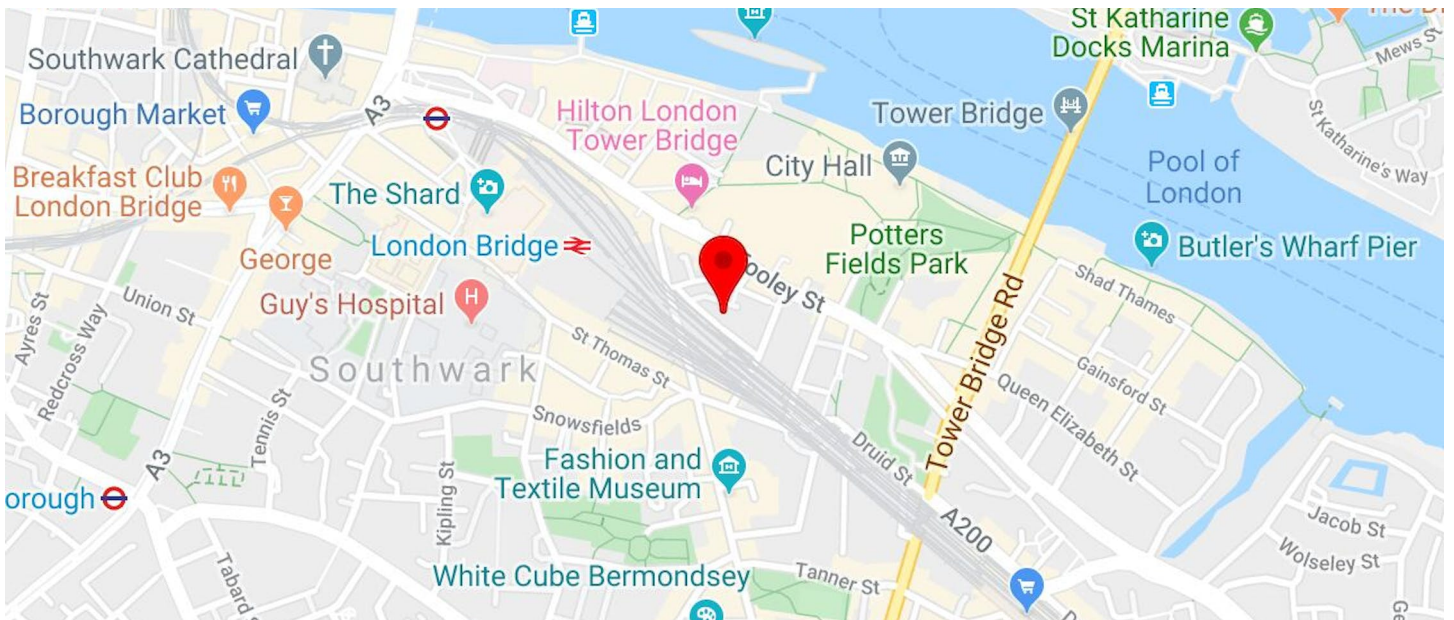 St Katharine
Docks Marina
Mews St
Southwark Cathedral
A3
Borough Market
Hilton London
Tower Bridge
Tower Bridge
City Hall
St Katharine's Way
Pool of
London
Breakfast Club
London Bridge
The Shard
London Bridge
George
Guy's Hospital
Potters
Fields Park
Butler's Wharf Pier
Shad Thames
Tooley St
Tower Bridge Rd
Union St
Ayres St
Redcross Way
Southwark
St Thomas St
Gainsford St
Queen Elizabeth St
Tennis St
Snowsfields
Druid St
A3
Fashion and
Textile Museum
Kipling St
orough
A200
Jacob St
Wolseley St
White Cube Bermondsey
Tanner St
Tabard